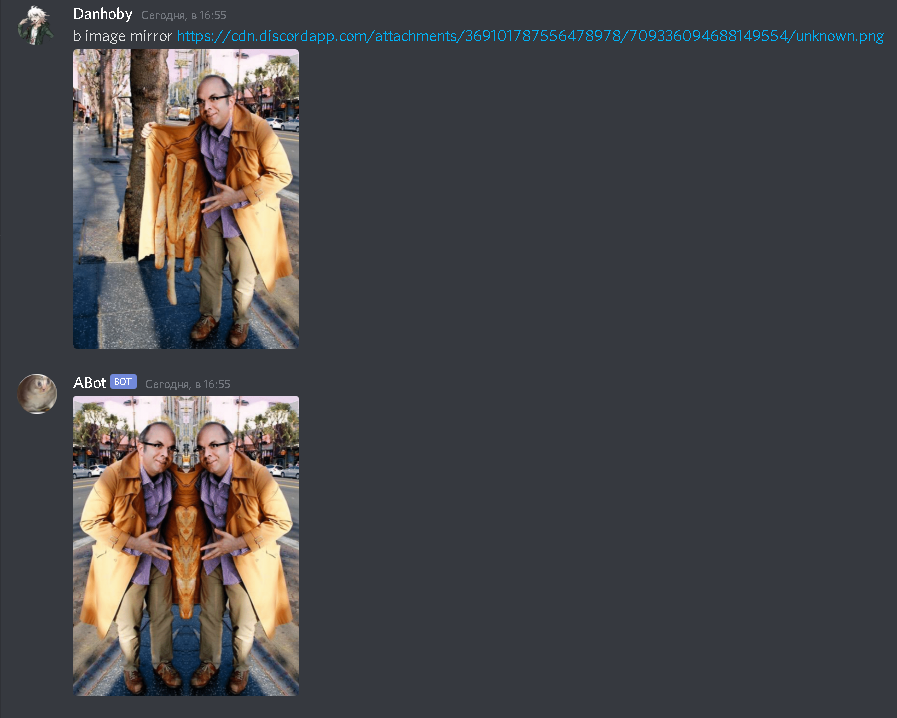 Danhoby Сегодня, в 16:55
b image mirror https://cdn.discordapp.com/attachments/369101787556478978/709336094688149554/unknown.png
ABot БОТ Сегодня, в 16:55